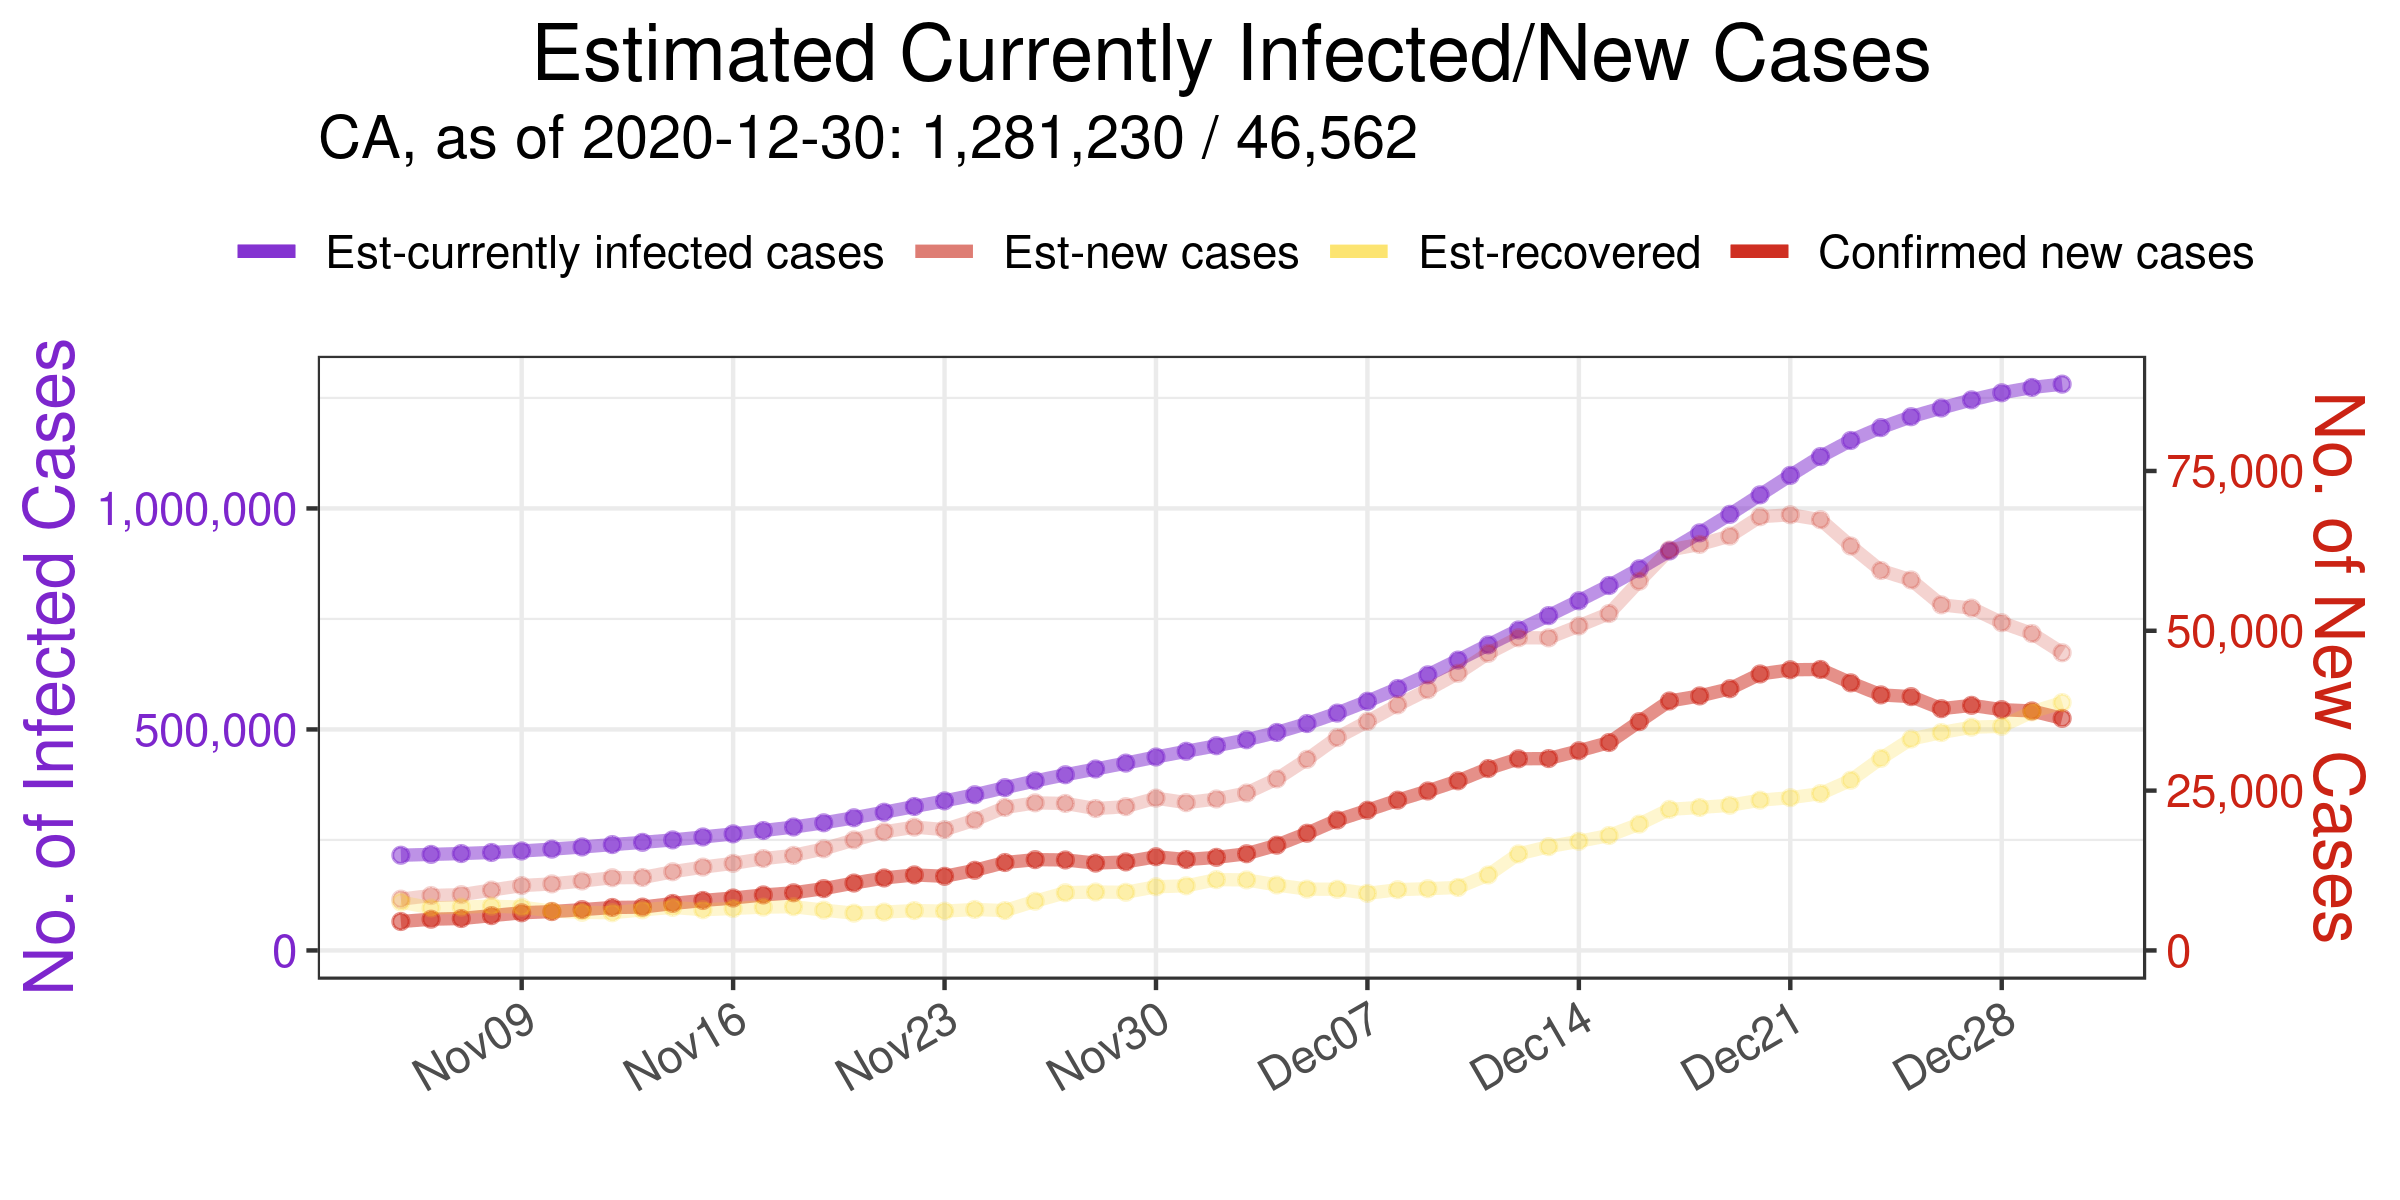 Estimated Currently Infected/New Cases
CA, as of 2020-12-30: 1,281,230 / 46,562
Est-currently infected cases Est-new cases Est-recovered Confirmed new cases
No. of Infected Cases
1,000,000
500,000
0
75,000
50,000
25,000
0
No. of New Cases
Nov09 Nov16 Nov23 Nov30 Dec07 Dec14 Dec21 Dec28